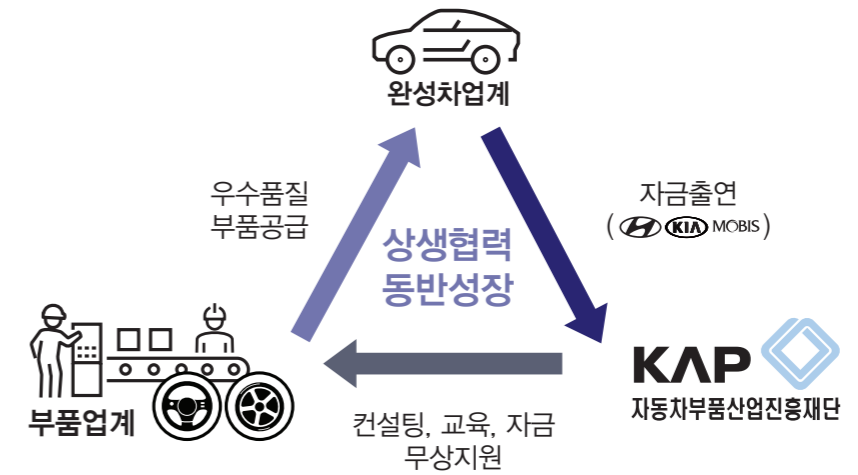 완성차업계
우수품질
부품공급
자금출연
( KIA MOBIS )
상생협력
동반성장
KAP
자동차부품산업진흥재단
부품업계
컨설팅, 교육, 자금
무상지원